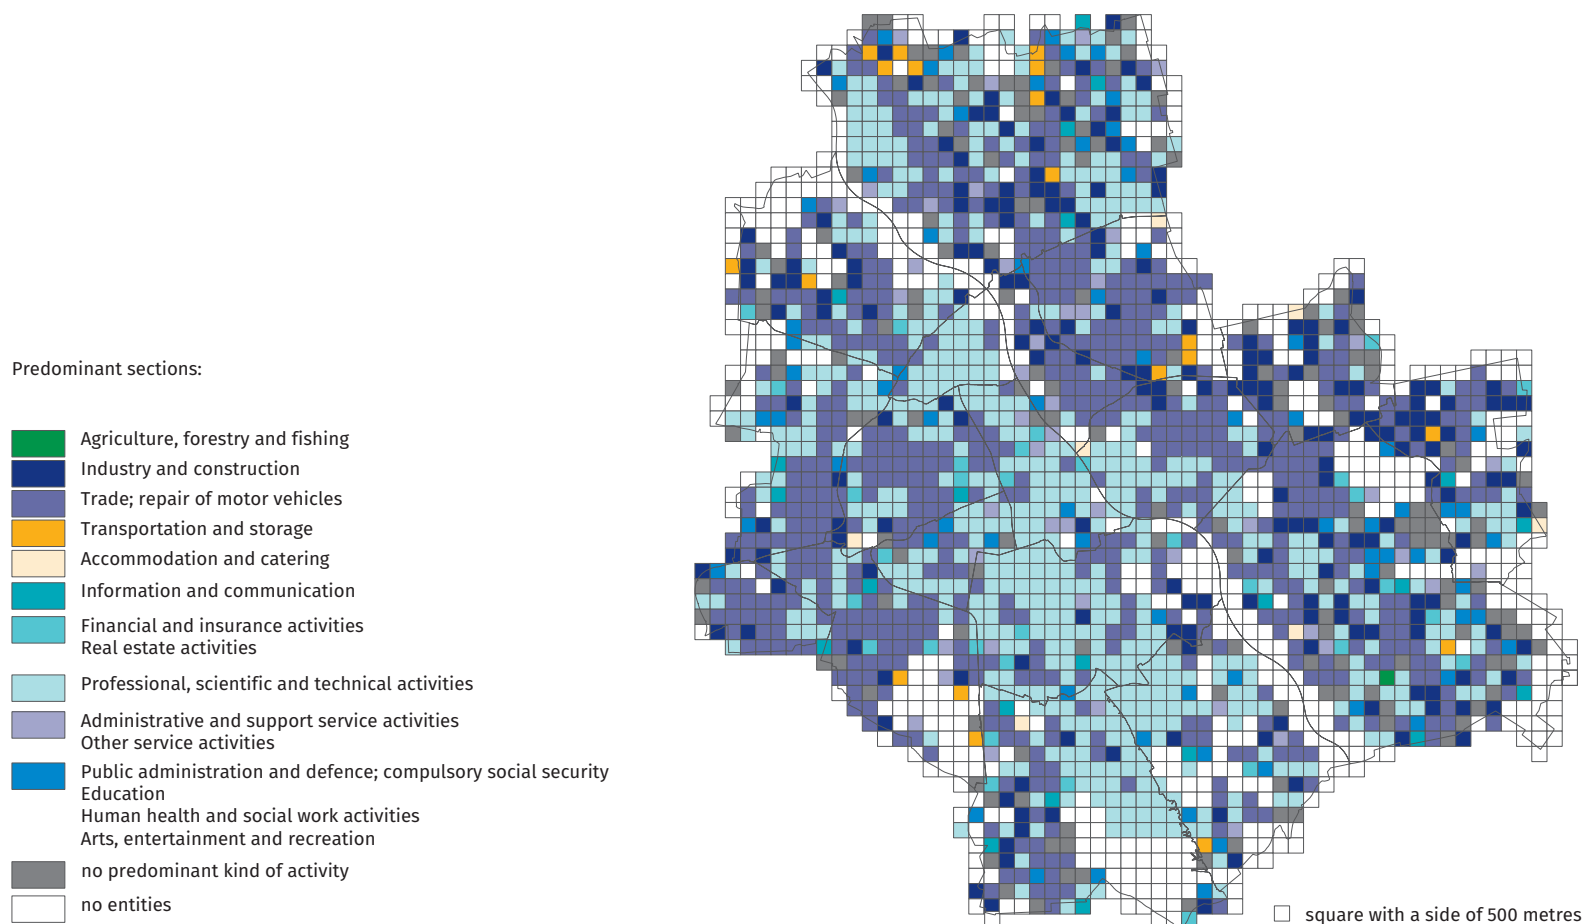 Predominant sections:
Agriculture, forestry and fishing
Industry and construction
Trade; repair of motor vehicles
Transportation and storage
Accommodation and catering
Information and communication
Financial and insurance activities
Real estate activities
Professional, scientific and technical activities
Administrative and support service activities
Other service activities
Public administration and defence; compulsory social security
Education
Human health and social work activities
Arts, entertainment and recreation
no predominant kind of activity
no entities
square with a side of 500 metres